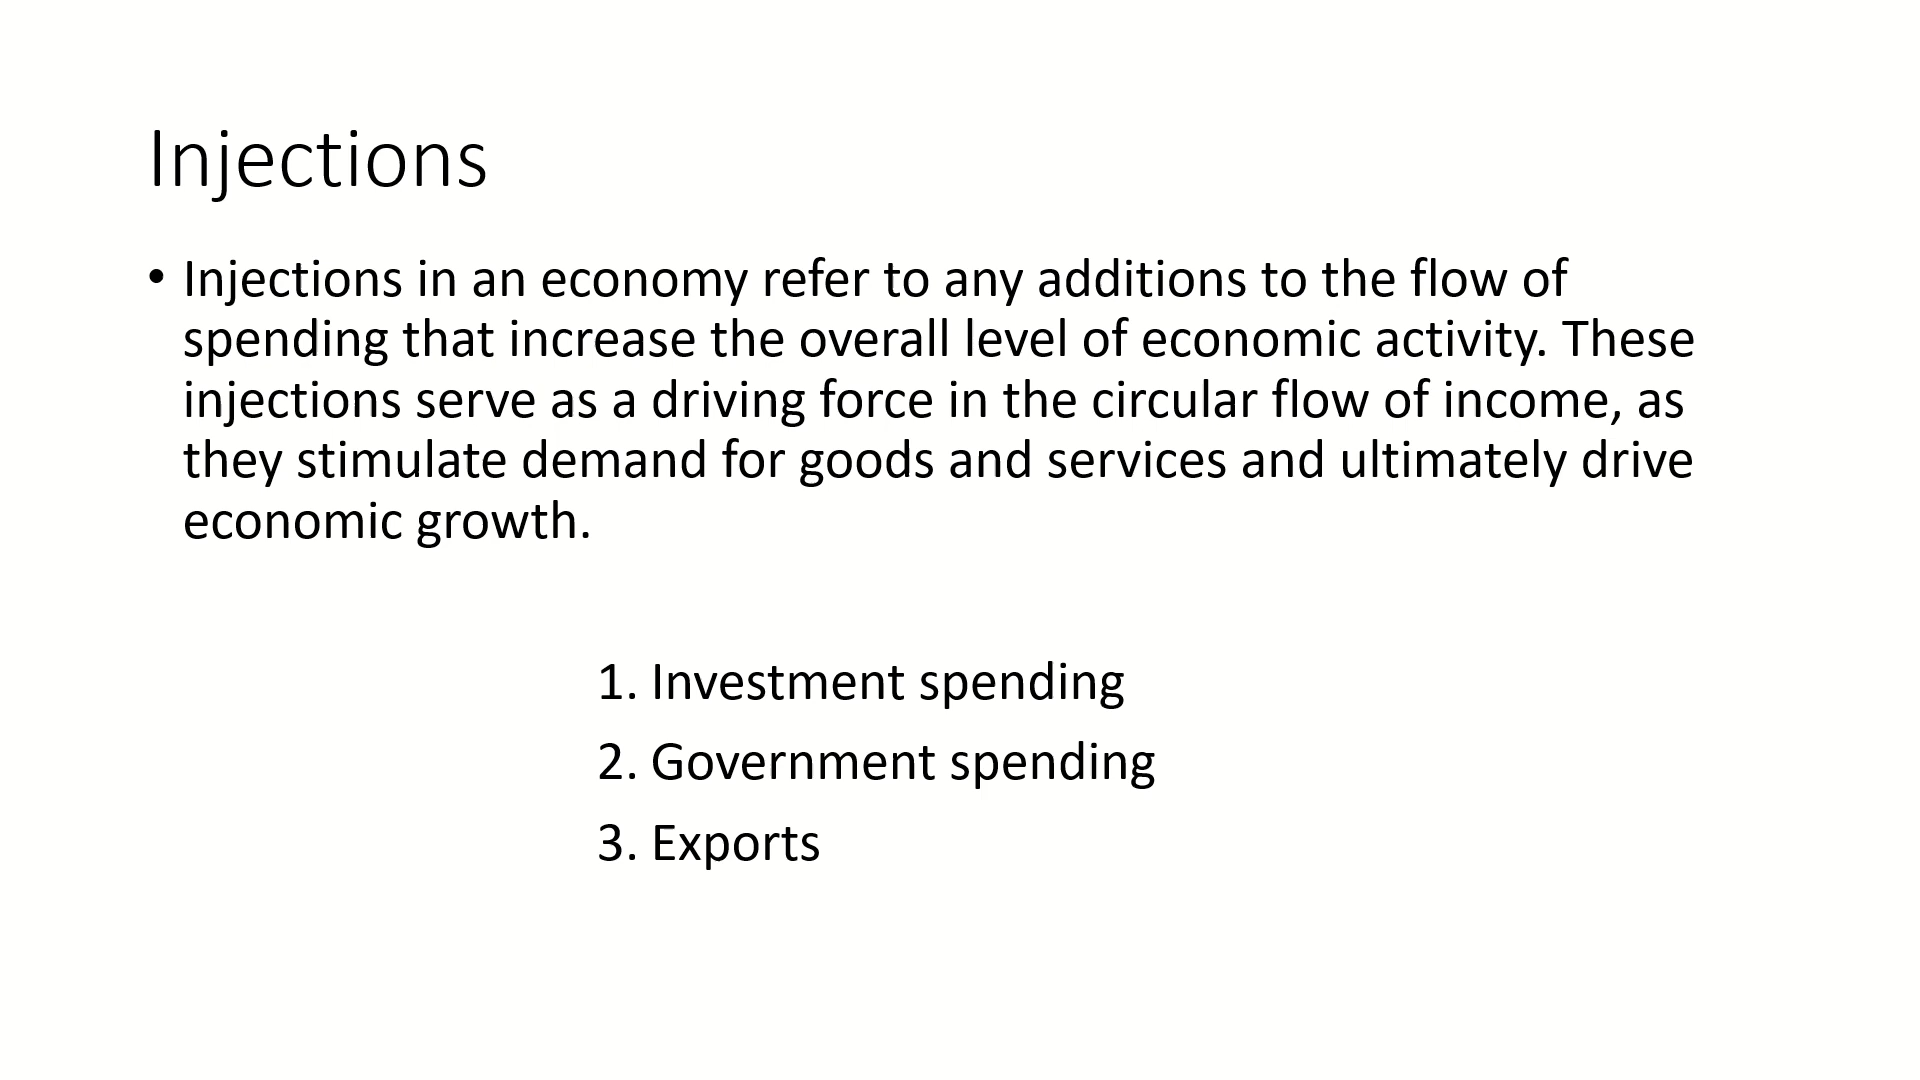 Injections
• Injections in an economy refer to any additions to the flow of
spending that increase the overall level of economic activity. These
injections serve as a driving force in the circular flow of income, as
they stimulate demand for goods and services and ultimately drive
economic growth.
1. Investment spending
2. Government spending
3. Exports